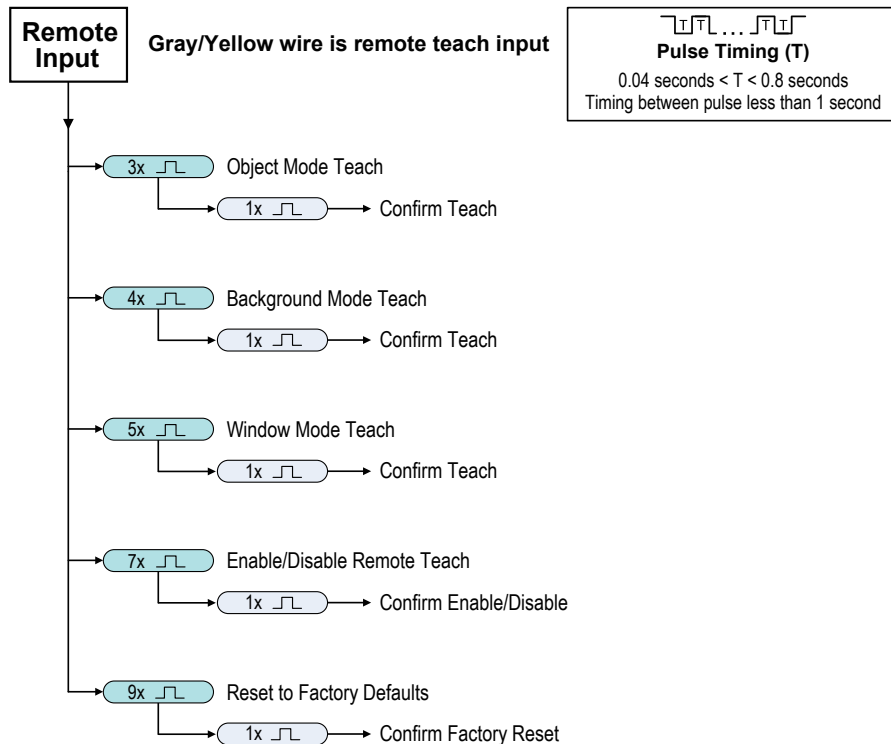 Remote
Input
Gray/Yellow wire is remote teach input
T T ... T T
Pulse Timing (T)
0.04 seconds < T < 0.8 seconds
Timing between pulse less than 1 second
3x Object Mode Teach
1x Confirm Teach
4x Background Mode Teach
1x Confirm Teach
5x Window Mode Teach
1x Confirm Teach
7x Enable/Disable Remote Teach
1x Confirm Enable/Disable
9x Reset to Factory Defaults
1x Confirm Factory Reset